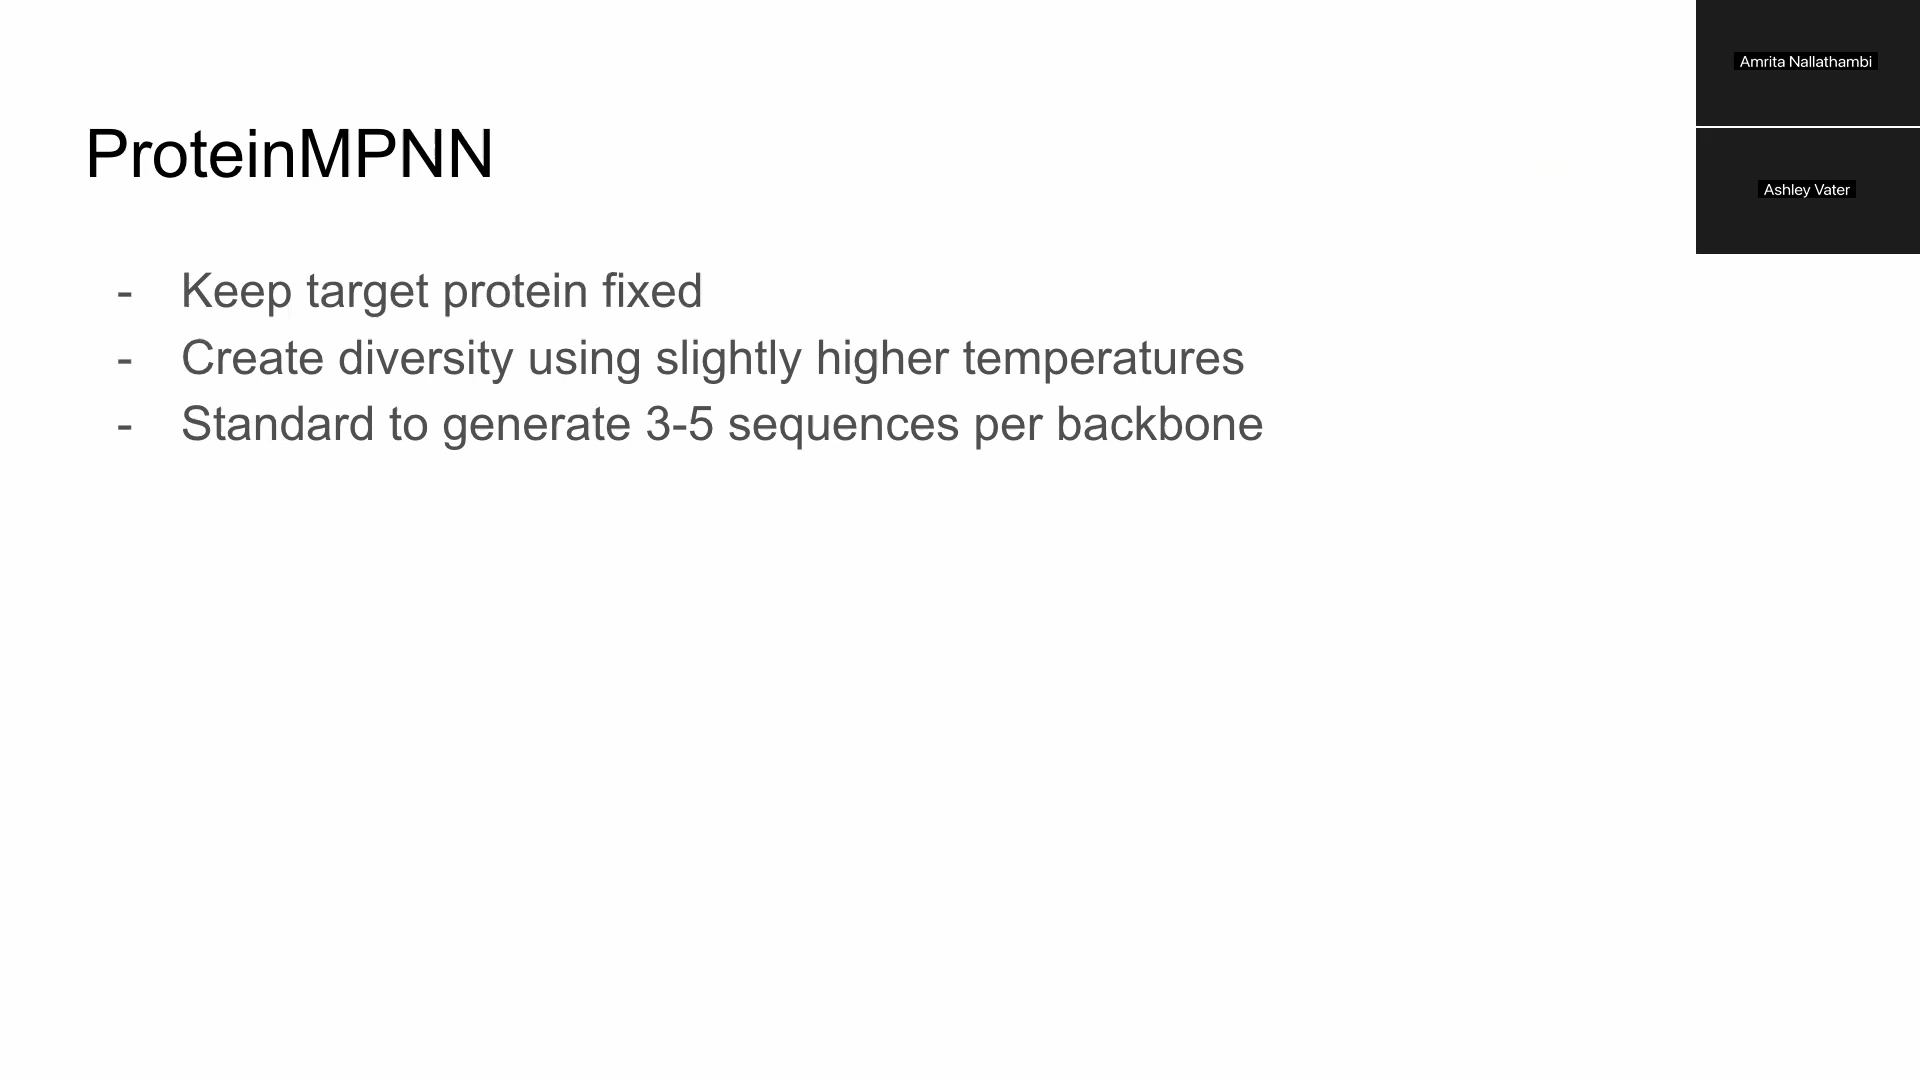 ProteinMPNN
- Keep target protein fixed
- Create diversity using slightly higher temperatures
- Standard to generate 3-5 sequences per backbone
Amrita Nallathambi
Ashley Vater